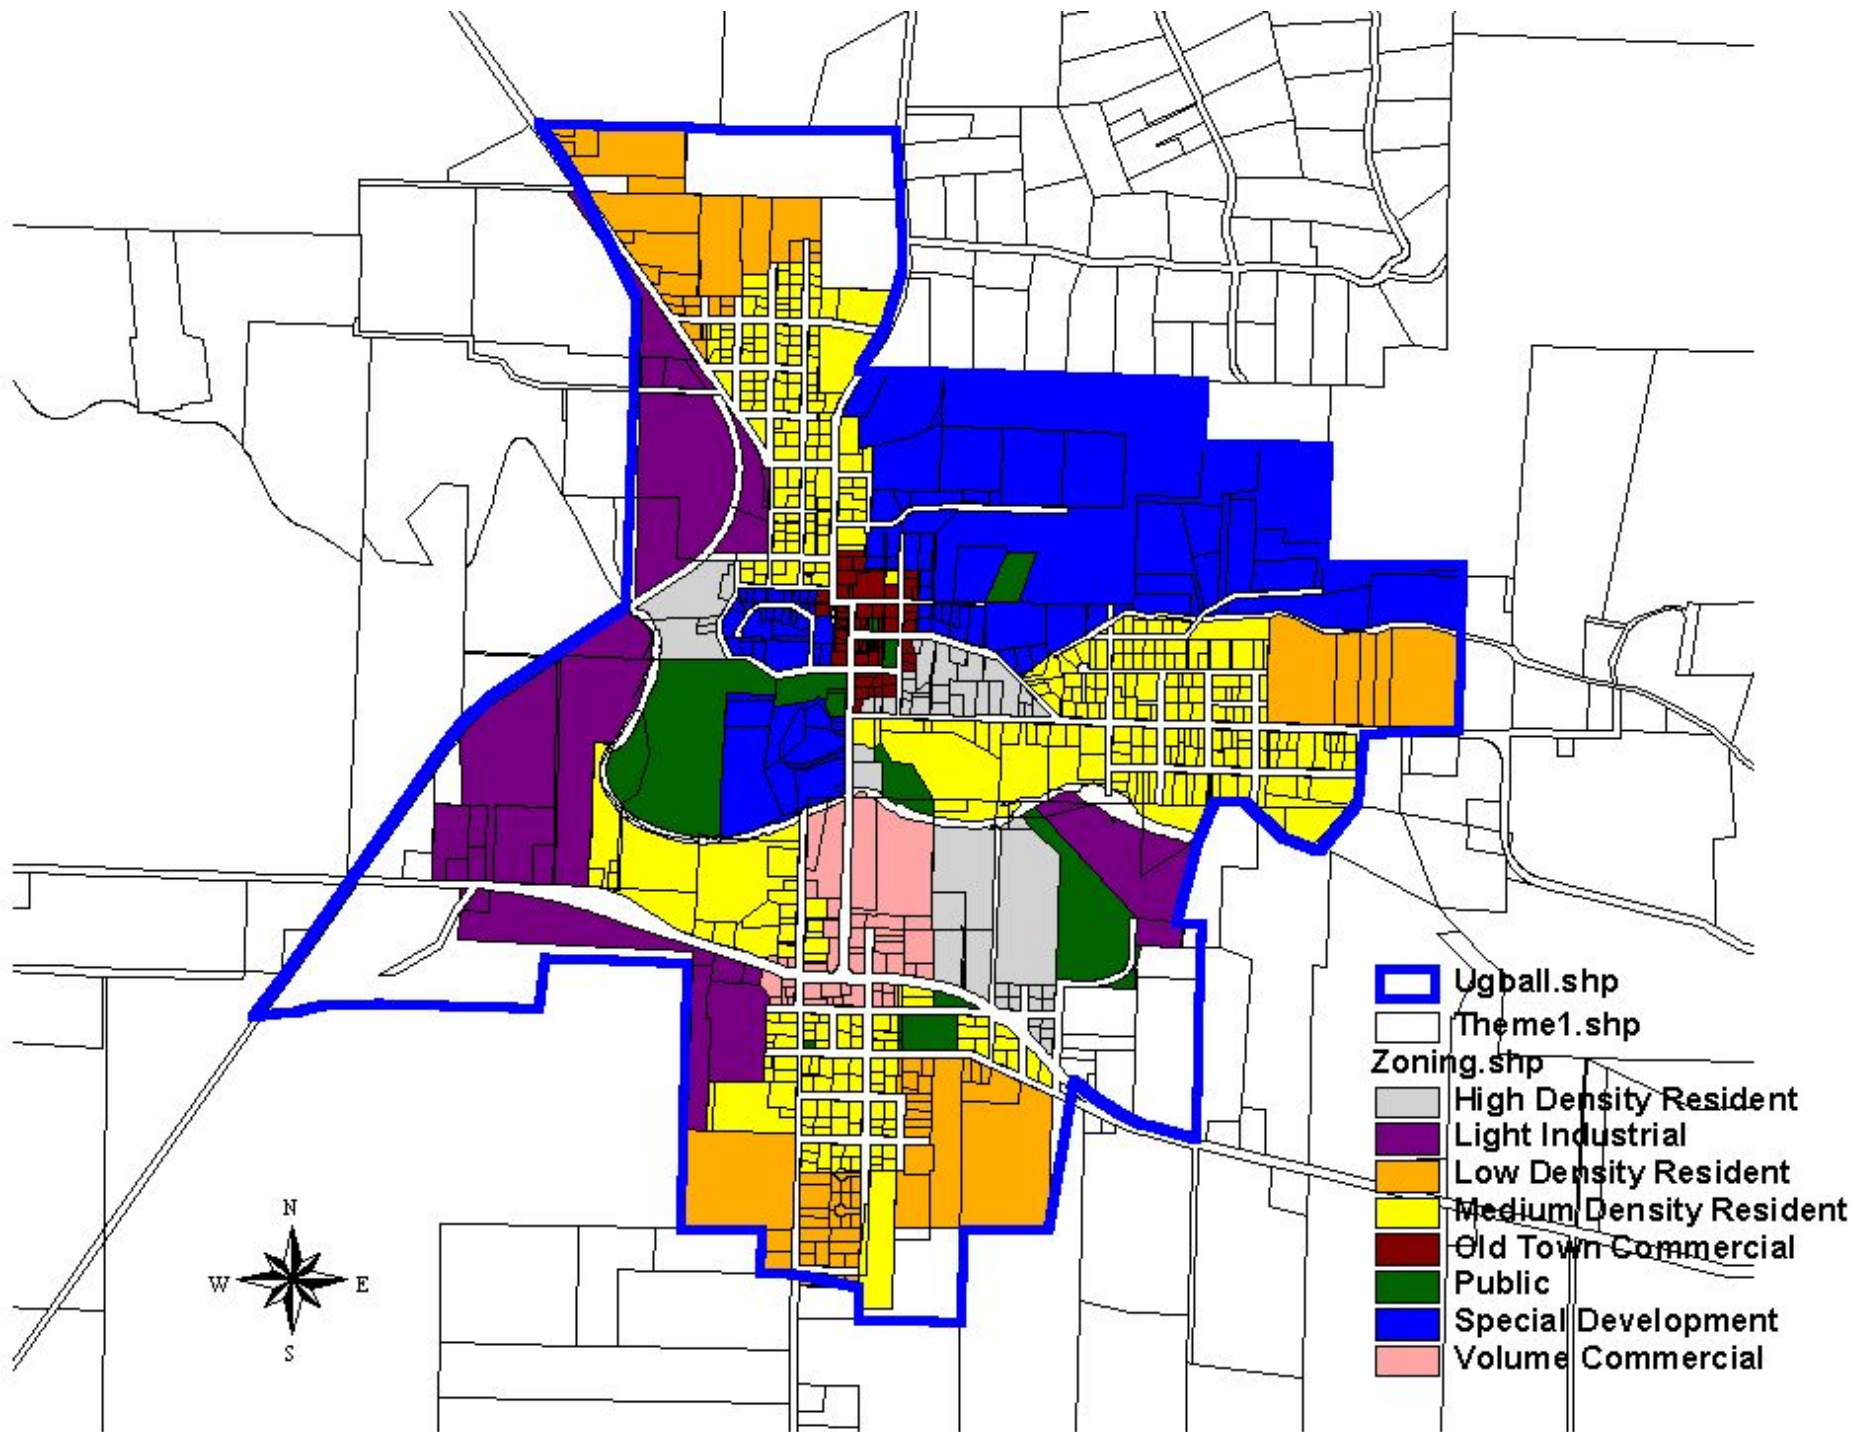 Ugball.shp
Theme1.shp
Zoning.shp
High Density Resident
Light Industrial
Low Density Resident
Medium Density Resident
Old Town Commercial
Public
Special Development
Volume Commercial
N
W E
S